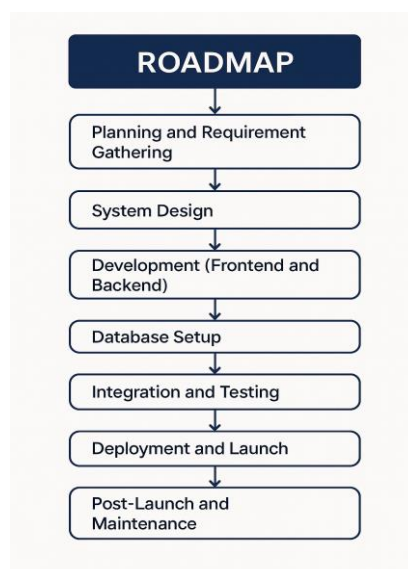 ROADMAP
Planning and Requirement
Gathering
System Design
Development (Frontend and
Backend)
Database Setup
Integration and Testing
Deployment and Launch
Post-Launch and
Maintenance